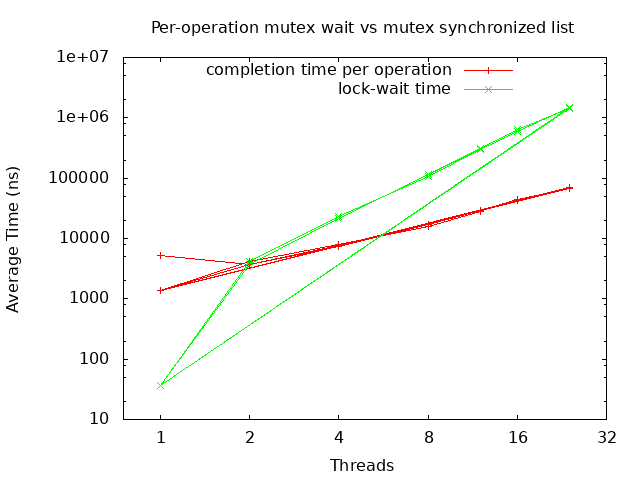 Per-operation mutex wait vs mutex synchronized list
completion time per operation
lock-wait time
Average Time (ns)
1e+07
1e+06
100000
10000
1000
100
10
1 2 4 8 16 32
Threads